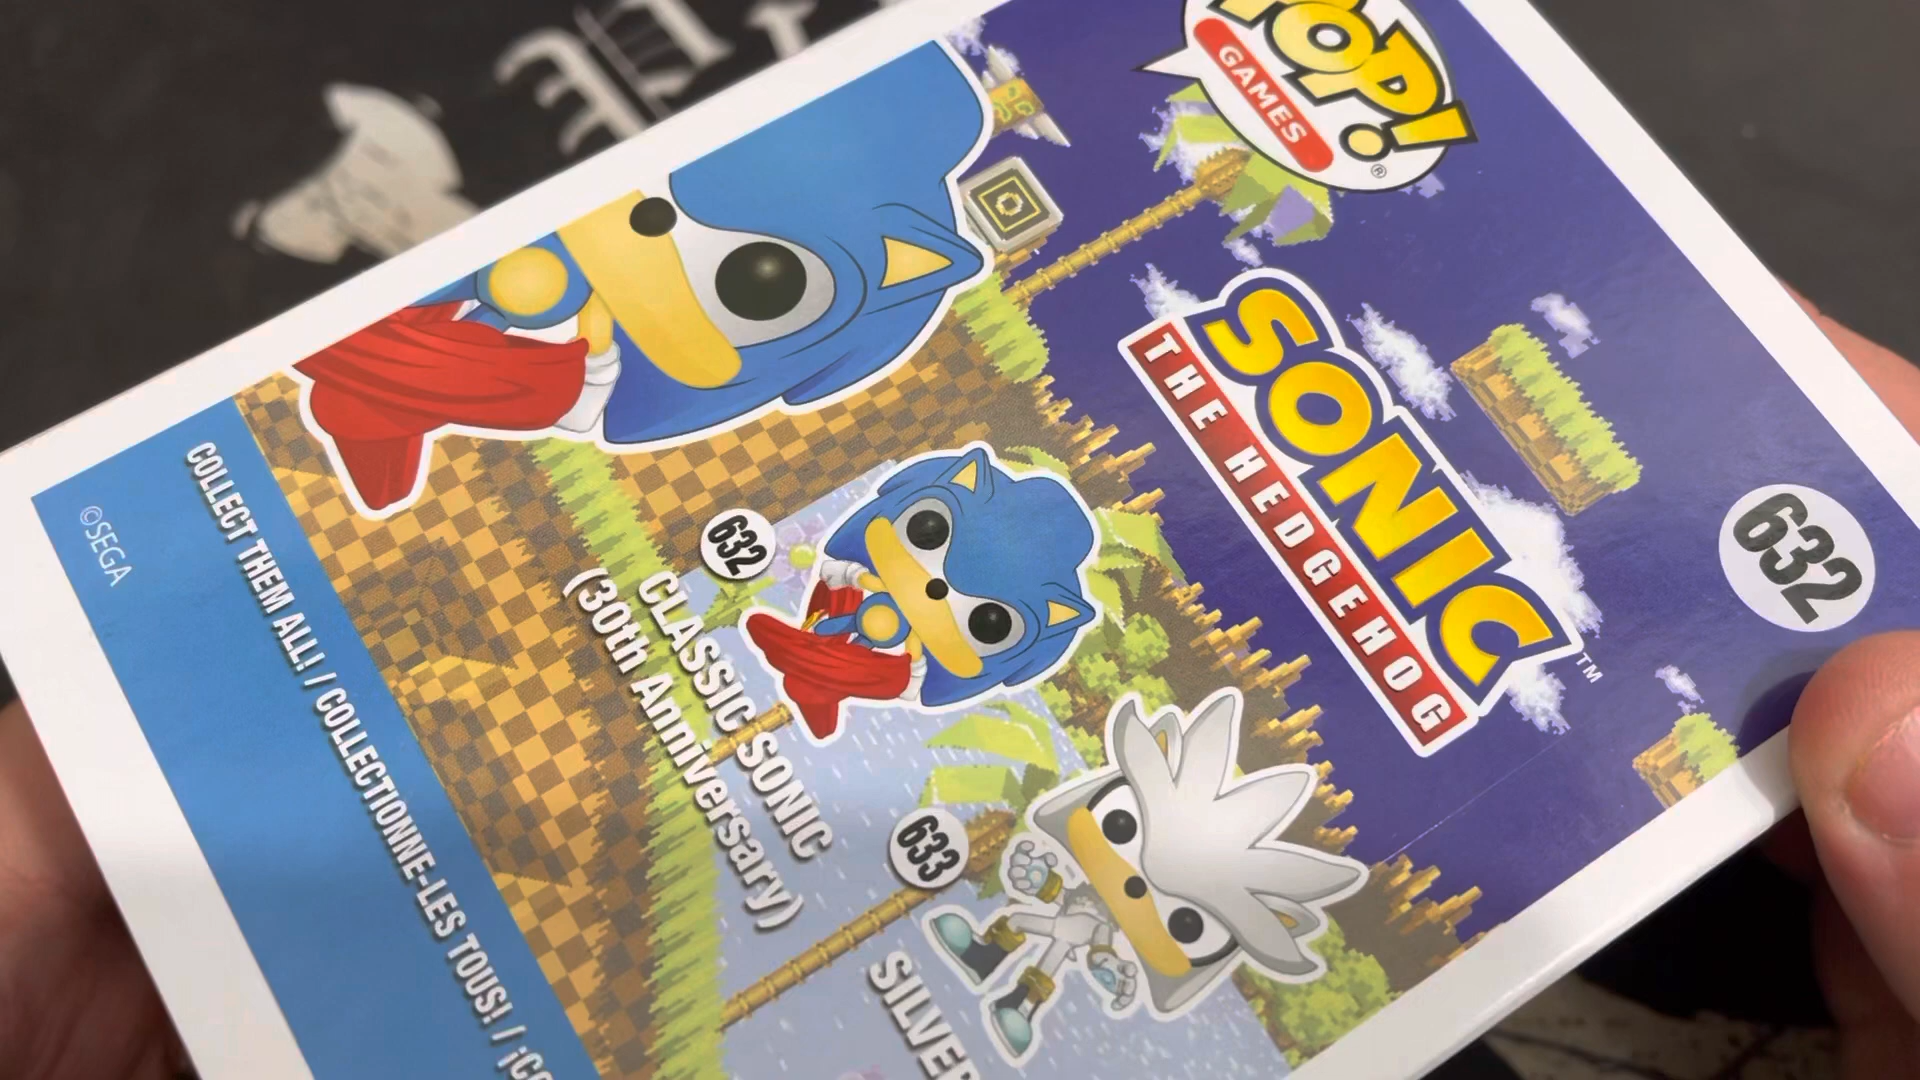 POP!
GAMES
®
SONIC
THE HEDGEHOG
™
632
632
CLASSIC SONIC
(30th Anniversary)
633
SILVER
COLLECT THEM ALL! / COLLECTIONNE-LES TOUS! /
©SEGA